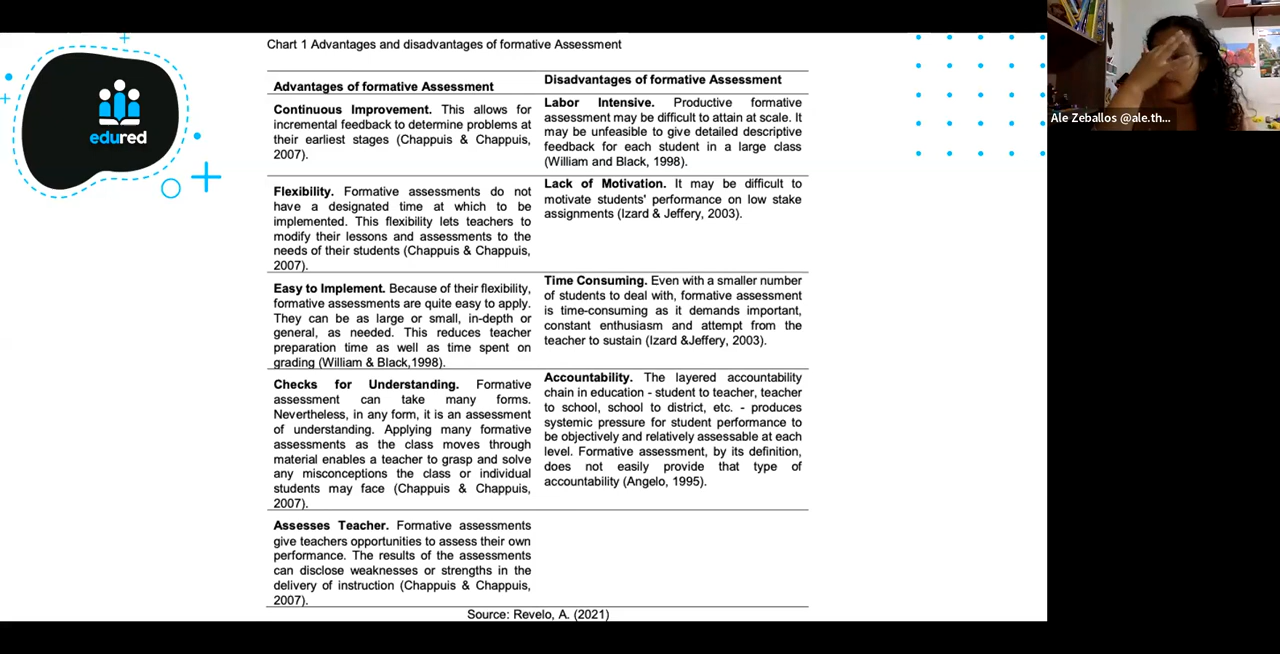 Chart 1 Advantages and disadvantages of formative Assessment
edured
Ale Zeballos @ale.th...
Advantages of formative Assessment
Continuous Improvement. This allows for
incremental feedback to determine problems at
their earliest stages (Chappuis & Chappuis,
2007).
Flexibility. Formative assessments do not
have a designated time at which to be
implemented. This flexibility lets teachers to
modify their lessons and assessments to the
needs of their students (Chappuis & Chappuis,
2007).
Easy to Implement. Because of their flexibility,
formative assessments are quite easy to apply.
They can be as large or small, in-depth or
general, as needed. This reduces teacher
preparation time as well as time spent on
grading (William & Black,1998).
Checks for Understanding. Formative
assessment can take many forms.
Nevertheless, in any form, it is an assessment
of understanding. Applying many formative
assessments as the class moves through
material enables a teacher to grasp and solve
any misconceptions the class or individual
students may face (Chappuis & Chappuis,
2007).
Assesses Teacher. Formative assessments
give teachers opportunities to assess their own
performance. The results of the assessments
can disclose weaknesses or strengths in the
delivery of instruction (Chappuis & Chappuis,
2007).
Disadvantages of formative Assessment
Labor Intensive. Productive formative
assessment may be difficult to attain at scale. It
may be unfeasible to give detailed descriptive
feedback for each student in a large class
(William and Black, 1998).
Lack of Motivation. It may be difficult to
motivate students' performance on low stake
assignments (Izard & Jeffery, 2003).
Time Consuming. Even with a smaller number
of students to deal with, formative assessment
is time-consuming as it demands important,
constant enthusiasm and attempt from the
teacher to sustain (Izard &Jeffery, 2003).
Accountability. The layered accountability
chain in education - student to teacher, teacher
to school, school to district, etc. - produces
systemic pressure for student performance to
be objectively and relatively assessable at each
level. Formative assessment, by its definition,
does not easily provide that type of
accountability (Angelo, 1995).
Source: Revelo, A. (2021)